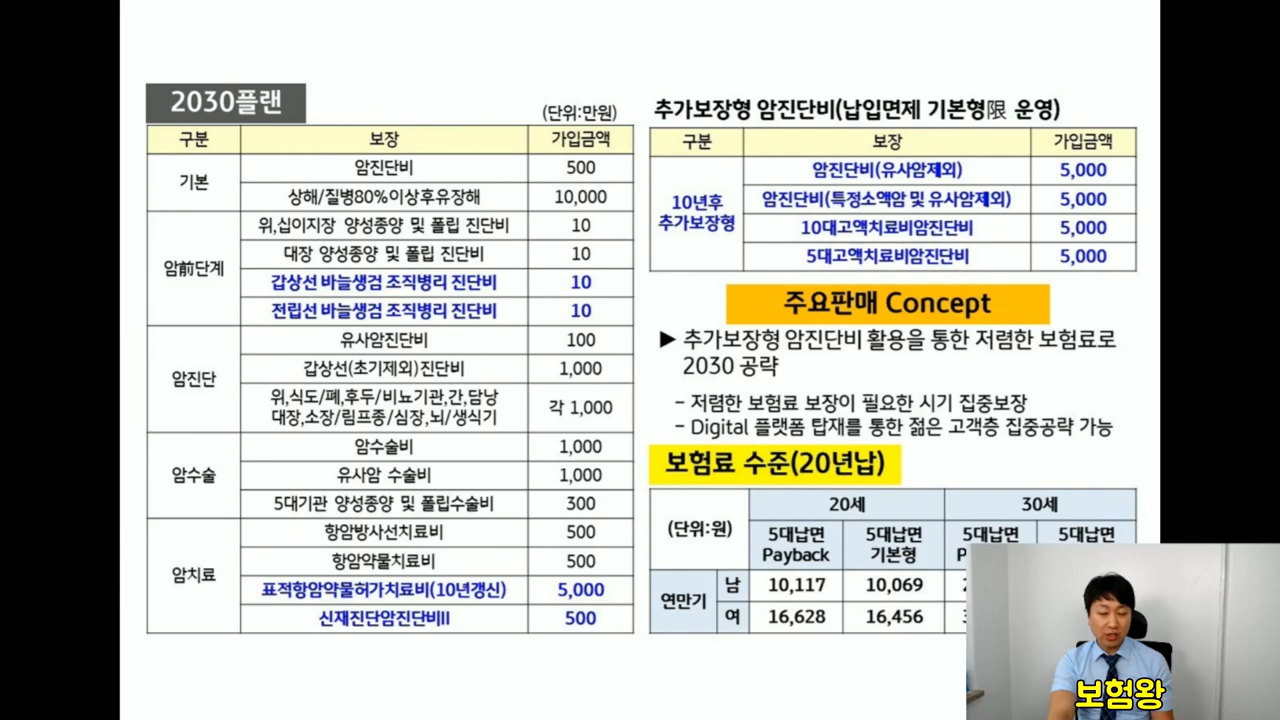 2030플랜
(단위:만원)
구분 보장 가입금액
기본
암진단비 500
상해/질병80%이상후유장해 10,000
암前단계
위,십이지장 양성종양 및 폴립 진단비 10
대장 양성종양 및 폴립 진단비 10
갑상선 바늘생검 조직병리 진단비 10
전립선 바늘생검 조직병리 진단비 10
암진단
유사암진단비 100
갑상선(초기제외)진단비 1,000
위,식도/폐,후두/비뇨기관,간,담낭
대장,소장/림프종/심장,뇌/생식기
각 1,000
암수술
암수술비 1,000
유사암 수술비 1,000
5대기관 양성종양 및 폴립수술비 300
암치료
항암방사선치료비 500
항암약물치료비 500
표적항암약물허가치료비(10년갱신) 5,000
신재진단암진단비II 500
추가보장형 암진단비(납입면제 기본형限 운영)
구분 보장 가입금액
10년후
추가보장형
암진단비(유사암제외) 5,000
암진단비(특정소액암 및 유사암제외) 5,000
10대고액치료비암진단비 5,000
5대고액치료비암진단비 5,000
주요판매 Concept
▶ 추가보장형 암진단비 활용을 통한 저렴한 보험료로
2030 공략
- 저렴한 보험료 보장이 필요한 시기 집중보장
- Digital 플랫폼 탑재를 통한 젊은 고객층 집중공략 가능
보험료 수준(20년납)
(단위:원) 20세 30세
5대납면 5대납면 5대납면 5대납면
Payback 기본형
연만기
남 10,117 10,069
여 16,628 16,456
보험왕